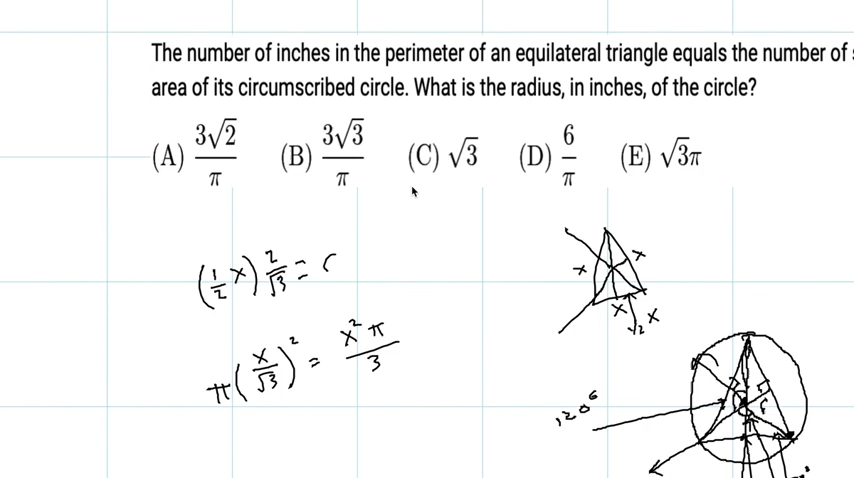 The number of inches in the perimeter of an equilateral triangle equals the number of
area of its circumscribed circle. What is the radius, in inches, of the circle?
(A) 3√2/π (B) 3√3/π (C) √3 (D) 6/π (E) √3π
(1/2 x) 2/√3 = r
π(x/√3)² = x²π/3
x x
x
1/2 x
120°
r